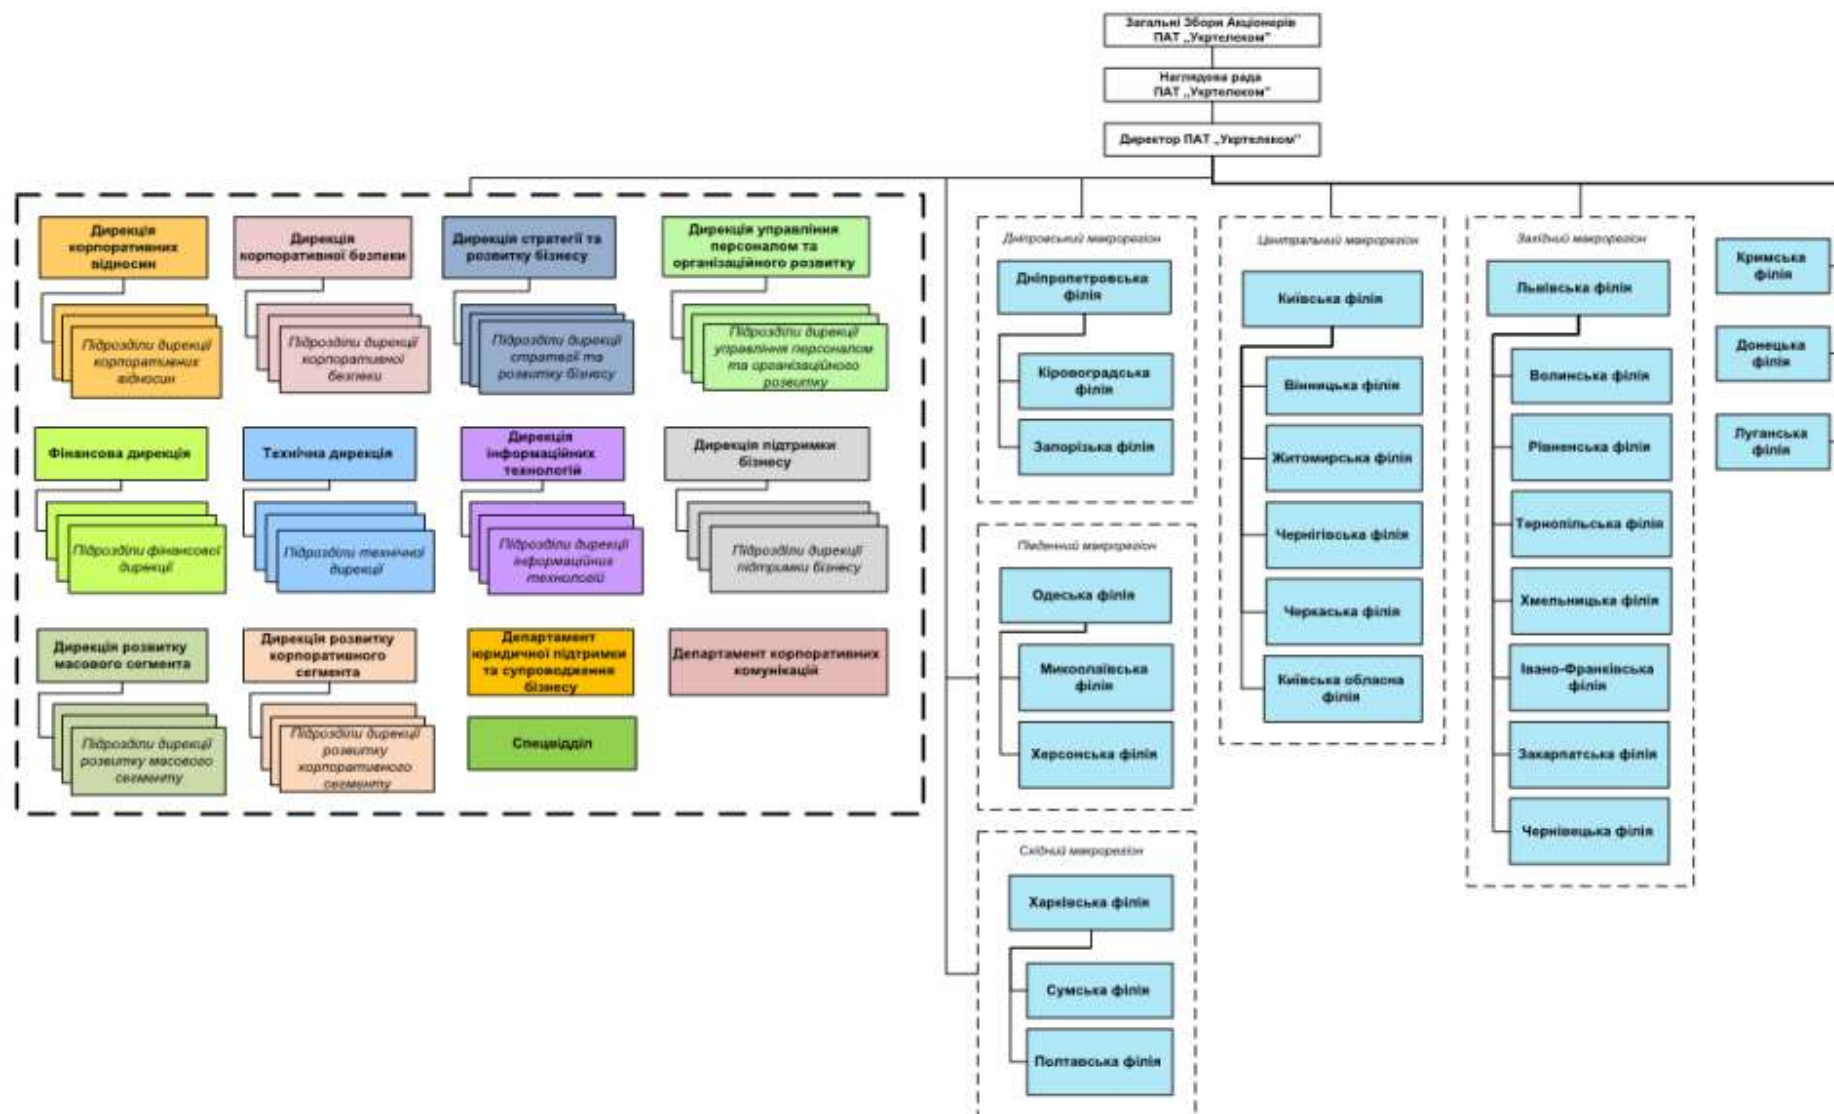 Загальні Збори Акціонерів
ПАТ „Укртелеком”
Наглядова рада
ПАТ „Укртелеком”
Директор ПАТ „Укртелеком”
Дирекція
корпоративних
відносин
Підрозділи дирекції
корпоративних
відносин
Дирекція
корпоративної безпеки
Підрозділи дирекції
корпоративної
безпеки
Дирекція стратегії та
розвитку бізнесу
Підрозділи дирекції
стратегії та
розвитку бізнесу
Дирекція управління
персоналом та
організаційного розвитку
Підрозділи дирекції
управління персоналом
та організаційного
розвитку
Фінансова дирекція
Підрозділи фінансової
дирекції
Технічна дирекція
Підрозділи технічної
дирекції
Дирекція
інформаційних
технологій
Підрозділи дирекції
інформаційних
технологій
Дирекція підтримки
бізнесу
Підрозділи дирекції
підтримки бізнесу
Дирекція розвитку
масового сегмента
Підрозділи дирекції
розвитку масового
сегменту
Дирекція розвитку
корпоративного
сегмента
Підрозділи дирекції
розвитку
корпоративного
сегменту
Департамент
юридичної підтримки
та супроводження
бізнесу
Департамент корпоративних
комунікацій
Спецвідділ
Дніпровський макрорегіон
Дніпропетровська
філія
Кіровоградська
філія
Запорізька філія
Південний макрорегіон
Одеська філія
Микоолаївська
філія
Херсонська філія
Східний макрорегіон
Харківська філія
Сумська філія
Полтавська філія
Центральний макрорегіон
Київська філія
Вінницька філія
Житомирська філія
Чернігівська філія
Черкаська філія
Київська обласна
філія
Західний макрорегіон
Львівська філія
Волинська філія
Рівненська філія
Тернопільська філія
Хмельницька філія
Івано-Франківська
філія
Закарпатська філія
Чернівецька філія
Кримська
філія
Донецька
філія
Луганська
філія